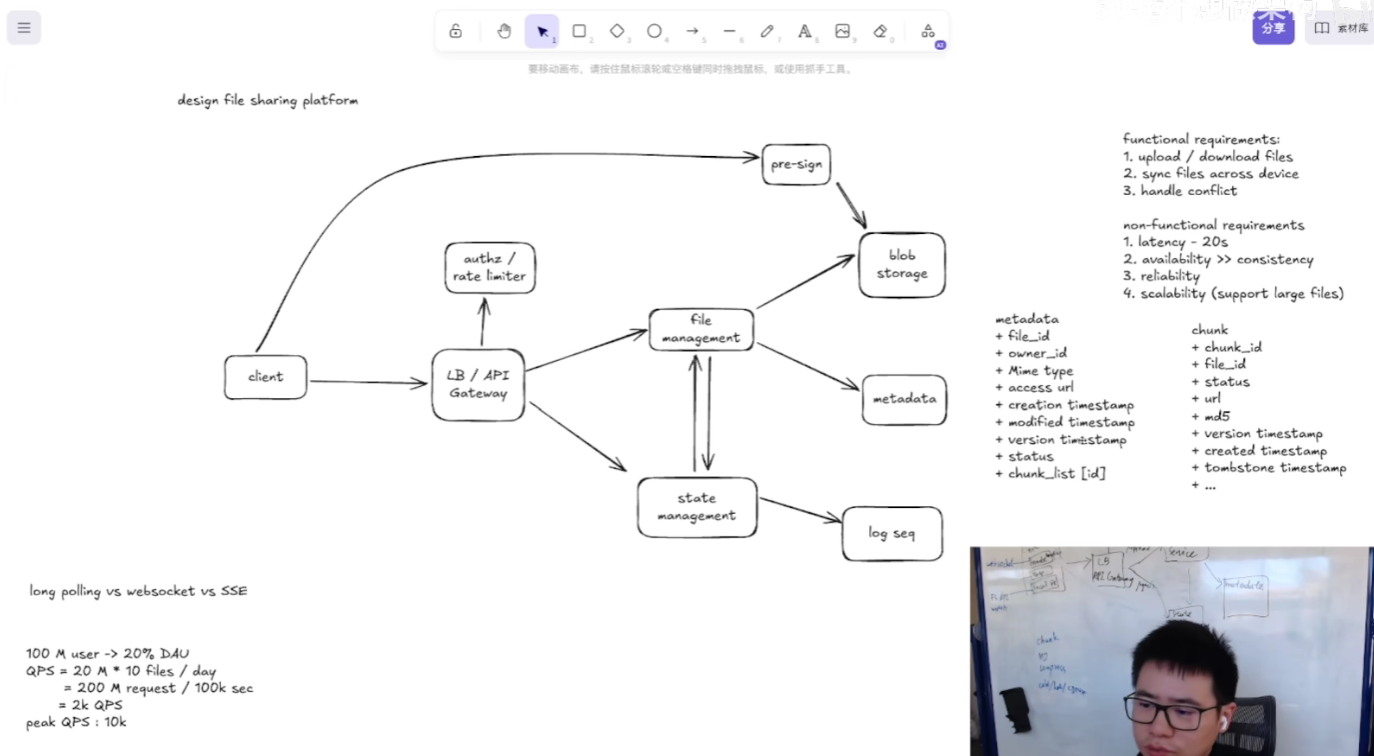 分享
素材库
要移动画布，请按住鼠标滚轮或空格键同时拖拽鼠标，或使用抓手工具。
design file sharing platform
pre-sign
functional requirements:
1. upload / download files
2. sync files across device
3. handle conflict
non-functional requirements
1. latency - 20s
2. availability >> consistency
3. reliability
4. scalability (support large files)
authz /
rate limiter
blob
storage
file
management
client
LB / API
Gateway
metadata
state
management
log seq
metadata
+ file_id
+ owner_id
+ Mime type
+ access url
+ creation timestamp
+ modified timestamp
+ version timestamp
+ status
+ chunk_list [id]
chunk
+ chunk_id
+ file_id
+ status
+ url
+ md5
+ version timestamp
+ created timestamp
+ tombstone timestamp
+ ...
long polling vs websocket vs SSE
100 M user -> 20% DAU
QPS = 20 M * 10 files / day
= 200 M request / 100k sec
= 2k QPS
peak QPS : 10k
LB
API Gateway
metadata
chunk